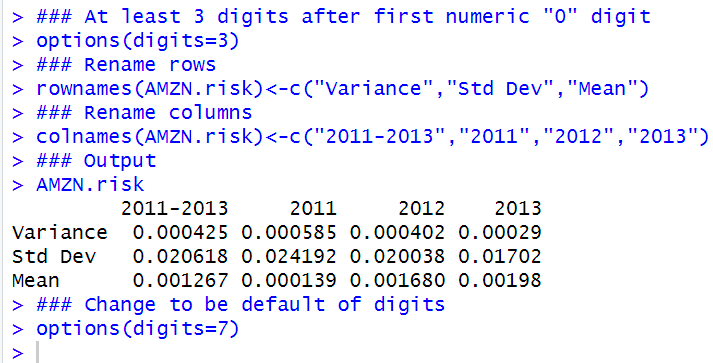 > ### At least 3 digits after first numeric "0" digit
> options(digits=3)
> ### Rename rows
> rownames(AMZN.risk)<-c("Variance","Std Dev","Mean")
> ### Rename columns
> colnames(AMZN.risk)<-c("2011-2013","2011","2012","2013")
> ### Output
> AMZN.risk
         2011-2013     2011     2012    2013
Variance  0.000425 0.000585 0.000402 0.00029
Std Dev   0.020618 0.024192 0.020038 0.01702
Mean      0.001267 0.000139 0.001680 0.00198
> ### Change to be default of digits
> options(digits=7)
>